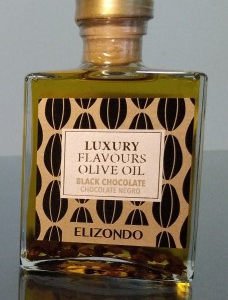 LUXURY
FLAVOURS
OLIVE OIL
BLACK CHOCOLATE
CHOCOLATE NEGRO
ELIZONDO